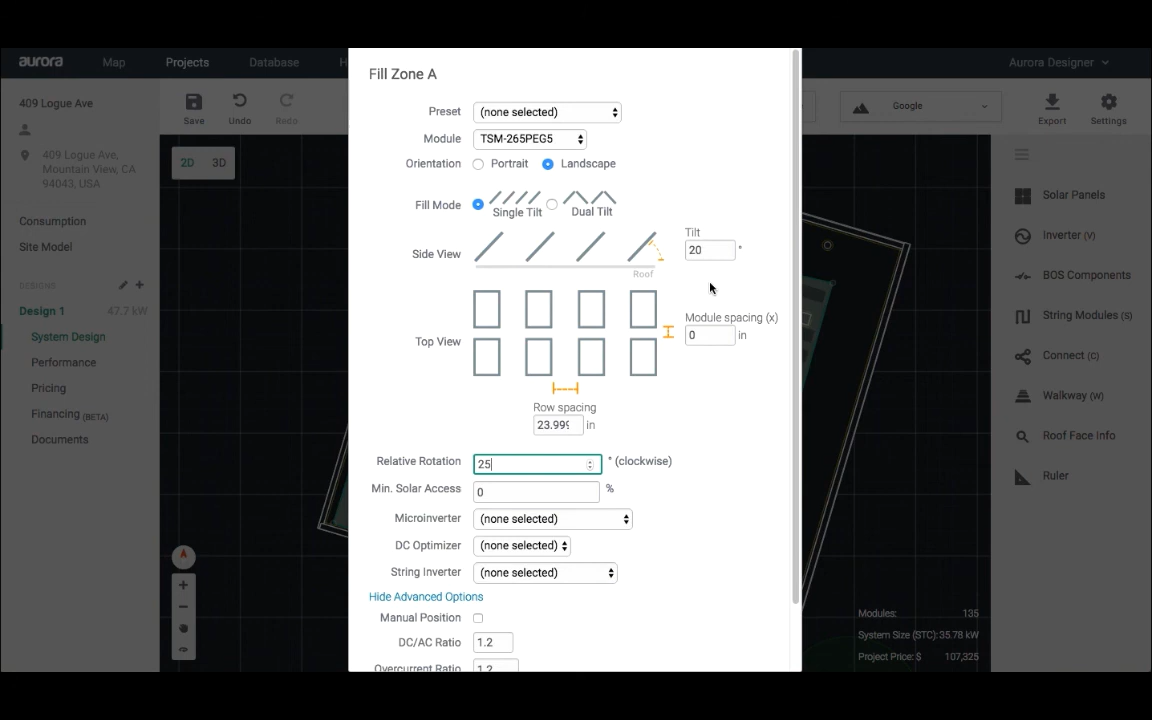 aurora
Map
Projects
Database
H
Aurora Designer
409 Logue Ave
409 Logue Ave,
Mountain View, CA
94043, USA
Consumption
Site Model
DESIGNS
Design 1
47.7 kW
System Design
Performance
Pricing
Financing (BETA)
Documents
Save
Undo
Redo
2D
3D
Fill Zone A
Preset
(none selected)
Module
TSM-265PEG5
Orientation
Portrait
Landscape
Fill Mode
Single Tilt
Dual Tilt
Side View
Roof
Tilt
20 °
Top View
Module spacing (x)
0 in
Row spacing
23.999 in
Relative Rotation
25 ° (clockwise)
Min. Solar Access
0 %
Microinverter
(none selected)
DC Optimizer
(none selected)
String Inverter
(none selected)
Hide Advanced Options
Manual Position
DC/AC Ratio
1.2
Overcurrent Ratio
1.2
Google
Export
Settings
Solar Panels
Inverter (V)
BOS Components
String Modules (S)
Connect (C)
Walkway (W)
Roof Face Info
Ruler
Modules: 135
System Size (STC): 35.78 kW
Project Price: $ 107,325